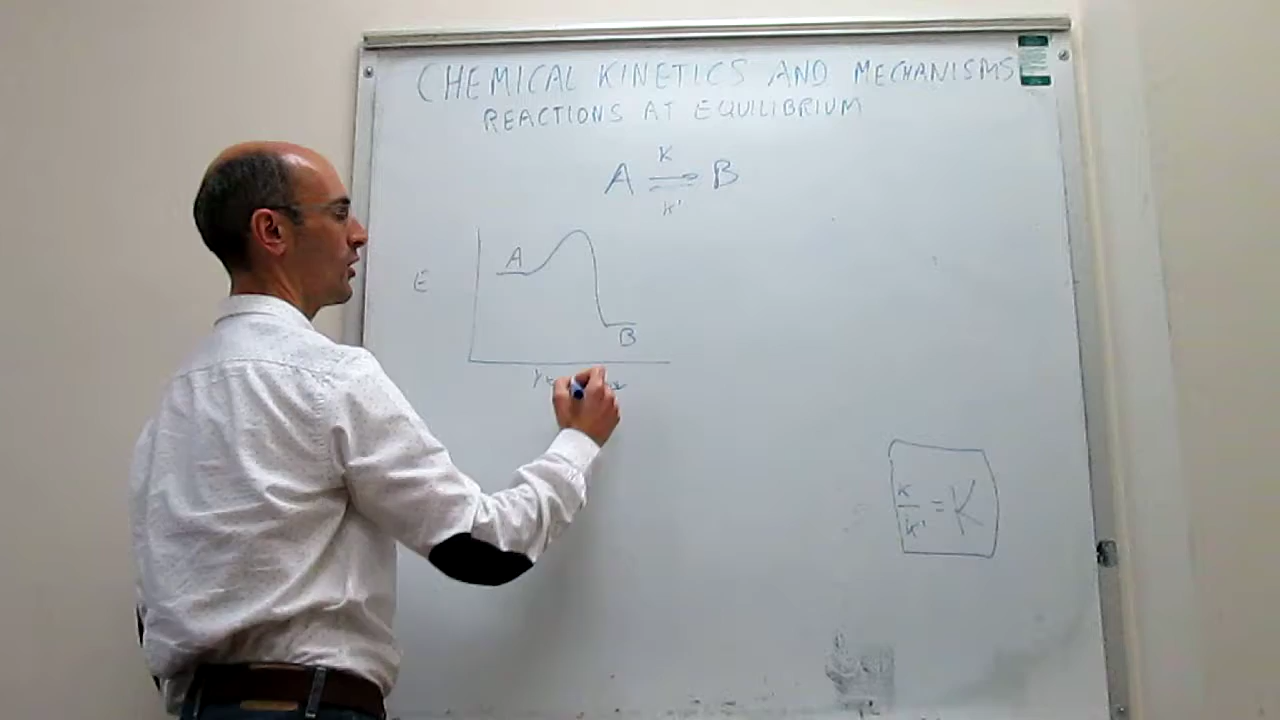 CHEMICAL KINETICS AND MECHANISMS
REACTIONS AT EQUILIBRIUM
K
A ⇌ B
K'
A
E
B
K/K' = K